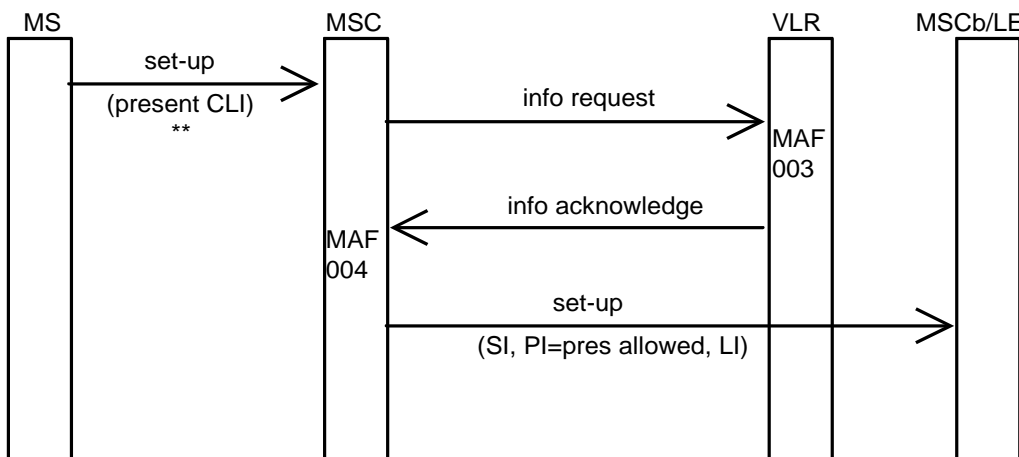 MS
MSC
VLR
MSCb/LE
set-up
(present CLI)
**
info request
MAF
003
info acknowledge
MAF
004
set-up
(SI, PI=pres allowed, LI)